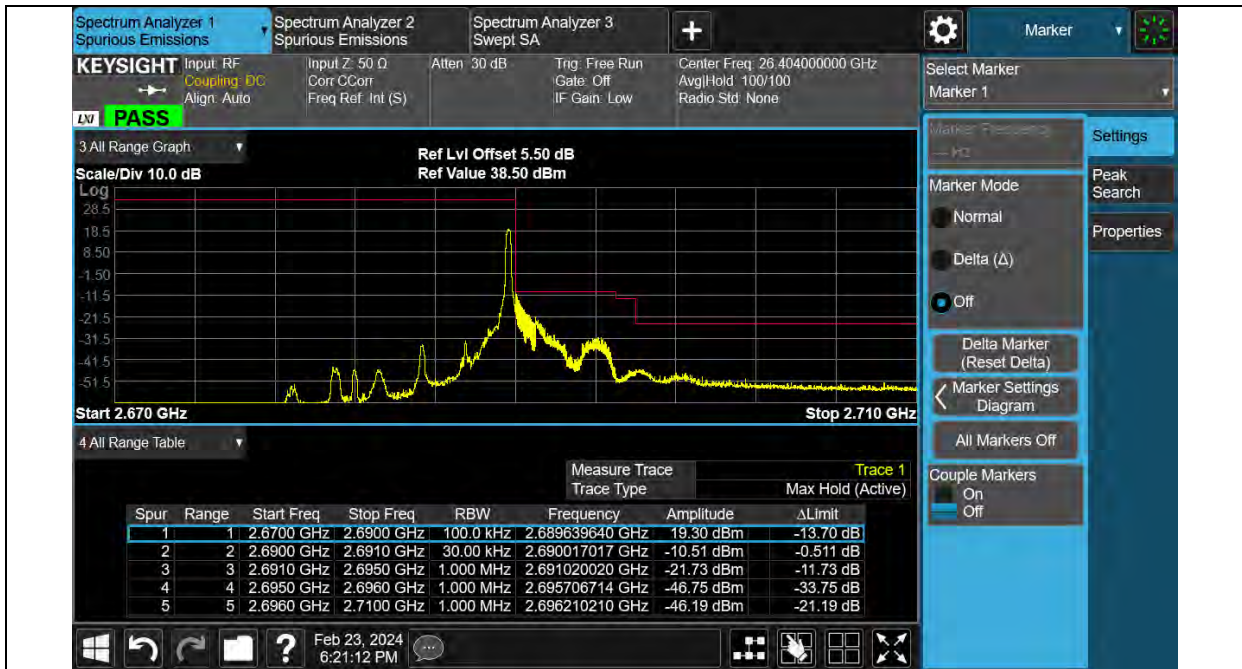 Spectrum Analyzer 1
Spurious Emissions
Spectrum Analyzer 2
Spurious Emissions
Spectrum Analyzer 3
Swept SA
+
Marker
KEYSIGHT
Input: RF
Coupling: DC
Align: Auto
Input Z: 50 Ω
Corr CCorr
Freq Ref: Int (S)
Atten: 30 dB
Trig: Free Run
Gate: Off
IF Gain: Low
Center Freq: 26.404000000 GHz
Avg|Hold: 100/100
Radio Std: None
LXI PASS
Select Marker
Marker 1
3 All Range Graph
Ref Lvl Offset 5.50 dB
Scale/Div 10.0 dB Ref Value 38.50 dBm
Log
28.5
18.5
8.50
-1.50
-11.5
-21.5
-31.5
-41.5
-51.5
Start 2.670 GHz Stop 2.710 GHz
Marker Frequency
--- Hz
Settings
Peak
Search
Properties
Marker Mode
Normal
Delta (Δ)
Off
Delta Marker
(Reset Delta)
Marker Settings
Diagram
All Markers Off
Couple Markers
On
Off
4 All Range Table
Measure Trace Trace 1
Trace Type Max Hold (Active)
Spur Range Start Freq Stop Freq RBW Frequency Amplitude ΔLimit
1 1 2.6700 GHz 2.6900 GHz 100.0 kHz 2.689639640 GHz 19.30 dBm -13.70 dB
2 2 2.6900 GHz 2.6910 GHz 30.00 kHz 2.690017017 GHz -10.51 dBm -0.511 dB
3 3 2.6910 GHz 2.6950 GHz 1.000 MHz 2.691020020 GHz -21.73 dBm -11.73 dB
4 4 2.6950 GHz 2.6960 GHz 1.000 MHz 2.695706714 GHz -46.75 dBm -33.75 dB
5 5 2.6960 GHz 2.7100 GHz 1.000 MHz 2.696210210 GHz -46.19 dBm -21.19 dB
?
Feb 23, 2024
6:21:12 PM